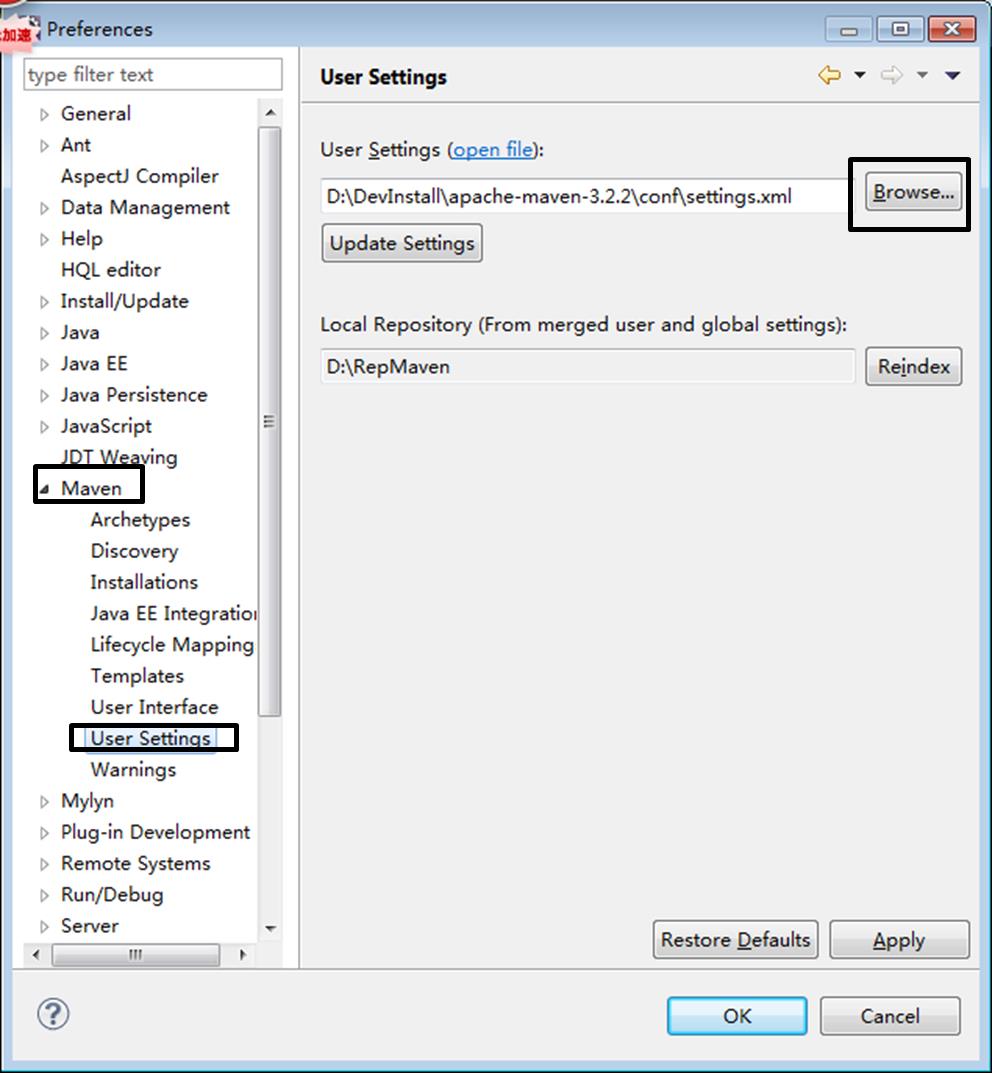 加速
Preferences
type filter text
General
Ant
AspectJ Compiler
Data Management
Help
HQL editor
Install/Update
Java
Java EE
Java Persistence
JavaScript
JDT Weaving
Maven
Archetypes
Discovery
Installations
Java EE Integration
Lifecycle Mapping
Templates
User Interface
User Settings
Warnings
Mylyn
Plug-in Development
Remote Systems
Run/Debug
Server
User Settings
User Settings (open file):
D:\DevInstall\apache-maven-3.2.2\conf\settings.xml
Browse...
Update Settings
Local Repository (From merged user and global settings):
D:\RepMaven
Reindex
Restore Defaults
Apply
?
OK
Cancel